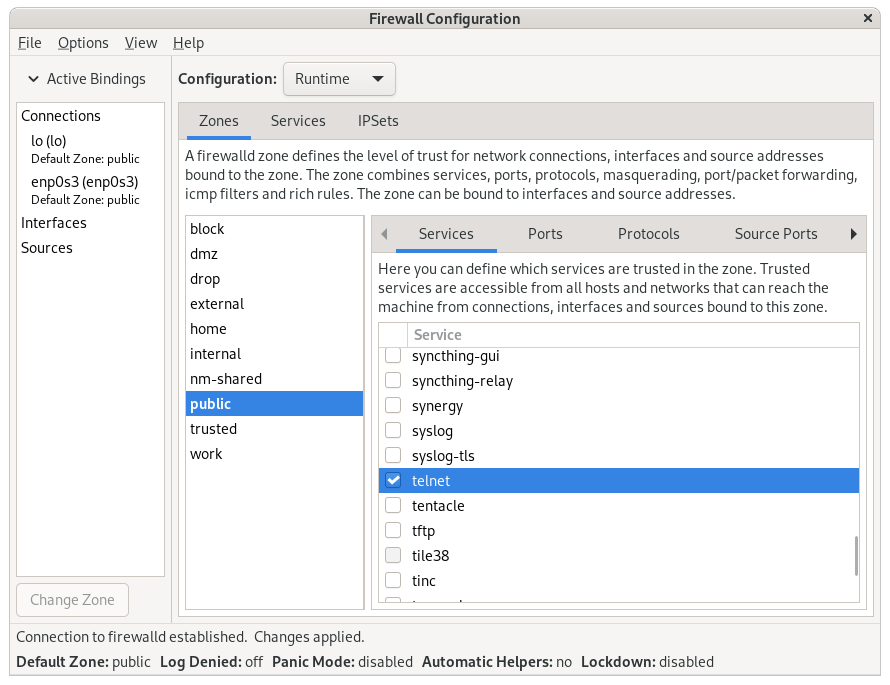 Firewall Configuration
File Options View Help
Active Bindings
Configuration: Runtime
Connections
lo (lo)
Default Zone: public
enp0s3 (enp0s3)
Default Zone: public
Interfaces
Sources
Change Zone
Zones Services IPSets
A firewalld zone defines the level of trust for network connections, interfaces and source addresses
bound to the zone. The zone combines services, ports, protocols, masquerading, port/packet forwarding,
icmp filters and rich rules. The zone can be bound to interfaces and source addresses.
block
dmz
drop
external
home
internal
nm-shared
public
trusted
work
Services Ports Protocols Source Ports
Here you can define which services are trusted in the zone. Trusted
services are accessible from all hosts and networks that can reach the
machine from connections, interfaces and sources bound to this zone.
Service
syncthing-gui
syncthing-relay
synergy
syslog
syslog-tls
telnet
tentacle
tftp
tile38
tinc
Connection to firewalld established. Changes applied.
Default Zone: public Log Denied: off Panic Mode: disabled Automatic Helpers: no Lockdown: disabled